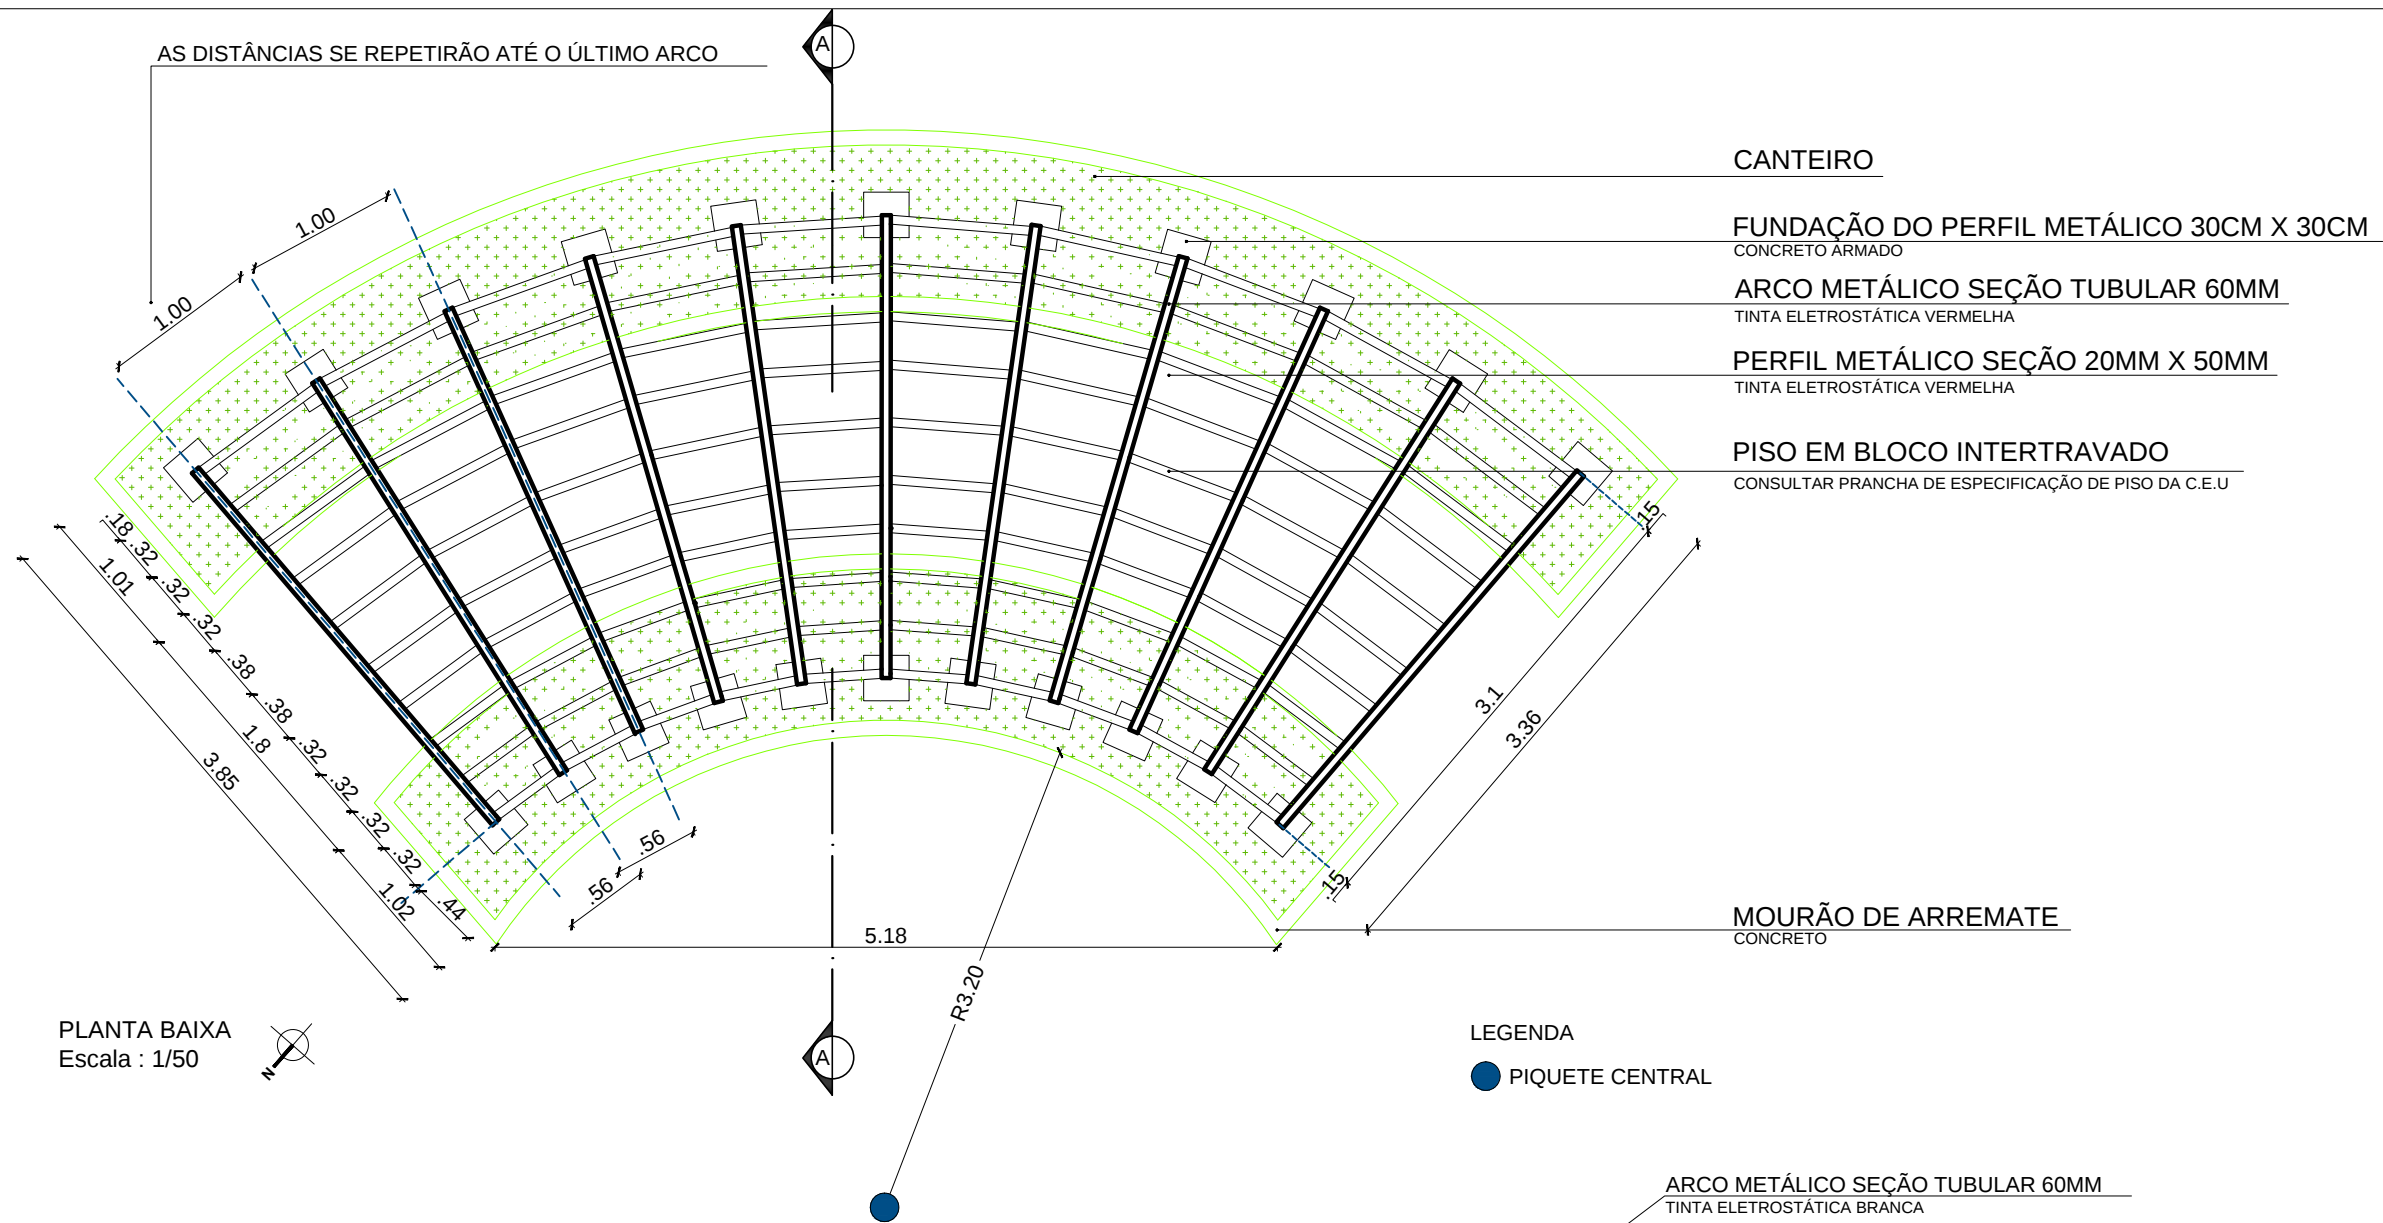 AS DISTÂNCIAS SE REPETIRÃO ATÉ O ÚLTIMO ARCO
A
CANTEIRO
FUNDAÇÃO DO PERFIL METÁLICO 30CM X 30CM
CONCRETO ARMADO
ARCO METÁLICO SEÇÃO TUBULAR 60MM
TINTA ELETROSTÁTICA VERMELHA
PERFIL METÁLICO SEÇÃO 20MM X 50MM
TINTA ELETROSTÁTICA VERMELHA
PISO EM BLOCO INTERTRAVADO
CONSULTAR PRANCHA DE ESPECIFICAÇÃO DE PISO DA C.E.U
1.00
1.00
.18
.32
.32
.32
.38
.38
.32
.32
.32
.32
.44
1.01
1.8
1.02
3.85
.56
.56
5.18
R3.20
.15
3.1
3.36
.15
MOURÃO DE ARREMATE
CONCRETO
PLANTA BAIXA
Escala : 1/50
N
A
LEGENDA
PIQUETE CENTRAL
ARCO METÁLICO SEÇÃO TUBULAR 60MM
TINTA ELETROSTÁTICA BRANCA